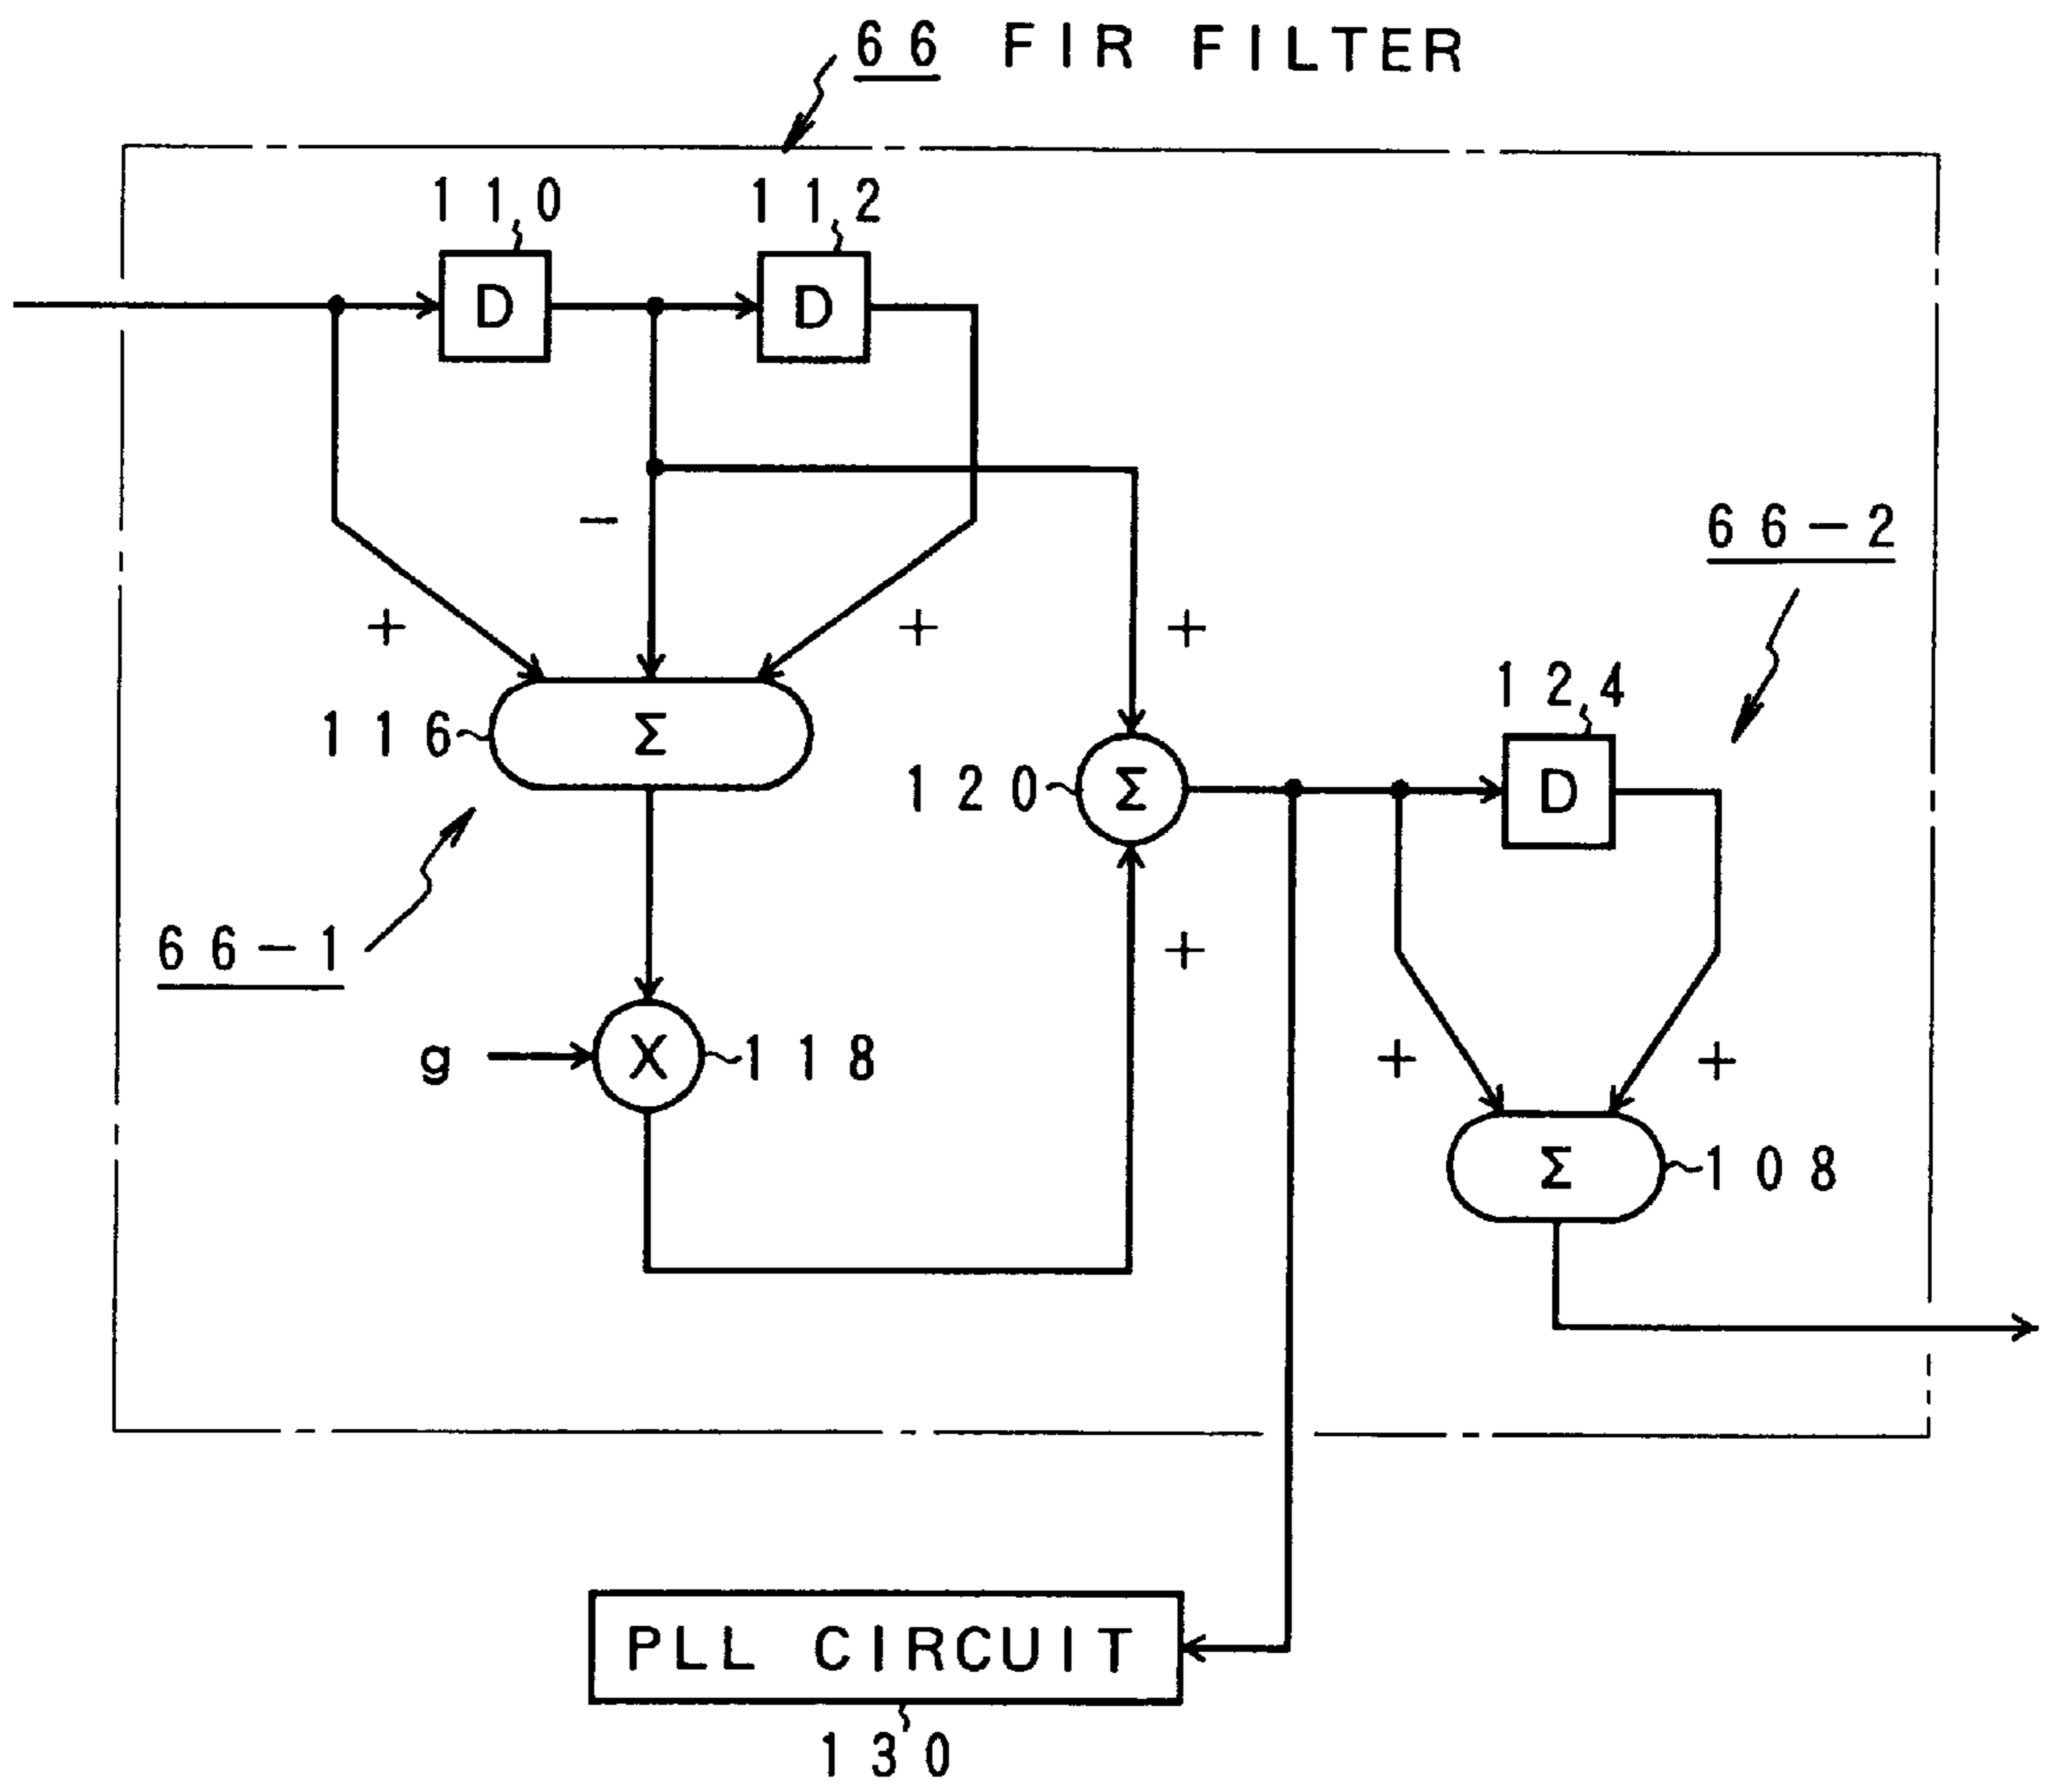 66 FIR FILTER
110
112
D
D
-
66-2
+
+
+
124
116
Σ
120
Σ
D
66-1
+
g
X
118
+
+
Σ
108
PLL CIRCUIT
130